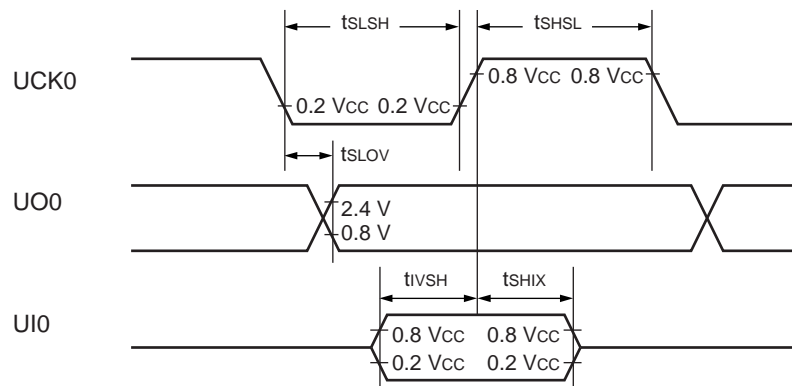 tSLSH tSHSL
UCK0
0.8 VCC 0.8 VCC
0.2 VCC 0.2 VCC
tSLOV
UO0
2.4 V
0.8 V
tIVSH tSHIX
UI0
0.8 VCC 0.8 VCC
0.2 VCC 0.2 VCC